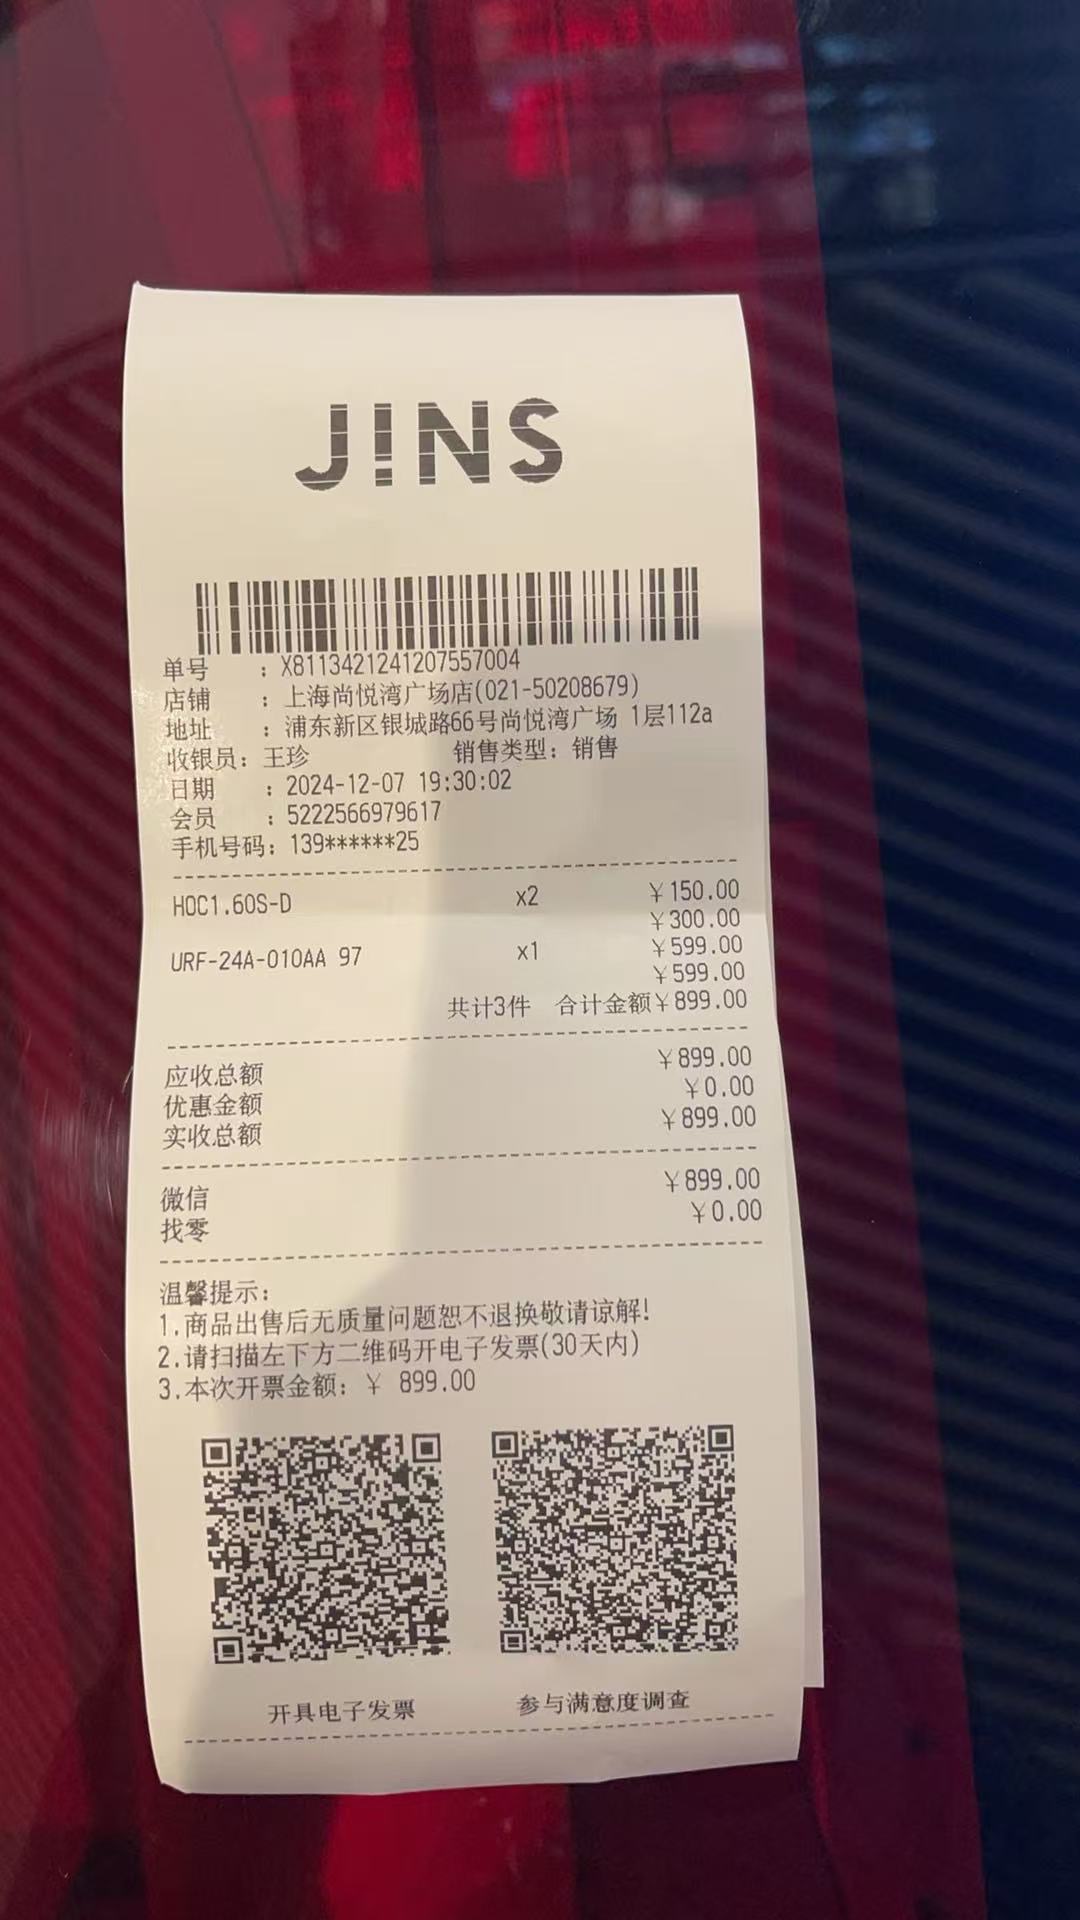 JINS
单号 : X8113421241207557004
店铺 : 上海尚悦湾广场店(021-50208679)
地址 : 浦东新区银城路66号尚悦湾广场 1层112a
收银员: 王珍 销售类型: 销售
日期 : 2024-12-07 19:30:02
会员 : 5222566979617
手机号码: 139******25
HOC1.60S-D x2 ￥150.00
￥300.00
URF-24A-010AA 97 x1 ￥599.00
￥599.00
共计3件 合计金额￥899.00
应收总额 ￥899.00
优惠金额 ￥0.00
实收总额 ￥899.00
微信 ￥899.00
找零 ￥0.00
温馨提示:
1.商品出售后无质量问题恕不退换敬请谅解!
2.请扫描左下方二维码开电子发票(30天内)
3.本次开票金额: ￥ 899.00
开具电子发票 参与满意度调查